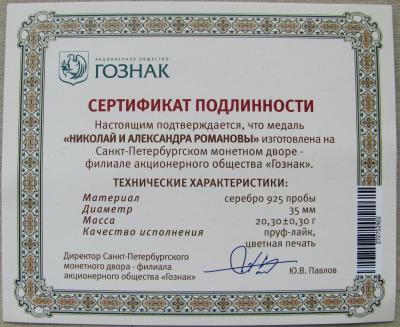 АКЦИОНЕРНОЕ ОБЩЕСТВО
ГОЗНАК
СЕРТИФИКАТ ПОДЛИННОСТИ
Настоящим подтверждается, что медаль
«НИКОЛАЙ И АЛЕКСАНДРА РОМАНОВЫ» изготовлена на
Санкт-Петербургском монетном дворе -
филиале акционерного общества «Гознак».
ТЕХНИЧЕСКИЕ ХАРАКТЕРИСТИКИ:
Материал серебро 925 пробы
Диаметр 35 мм
Масса 20,30±0,30 г
Качество исполнения пруф-лайк,
цветная печать
Директор Санкт-Петербургского
монетного двора - филиала
акционерного общества «Гознак»
Ю.В. Павлов